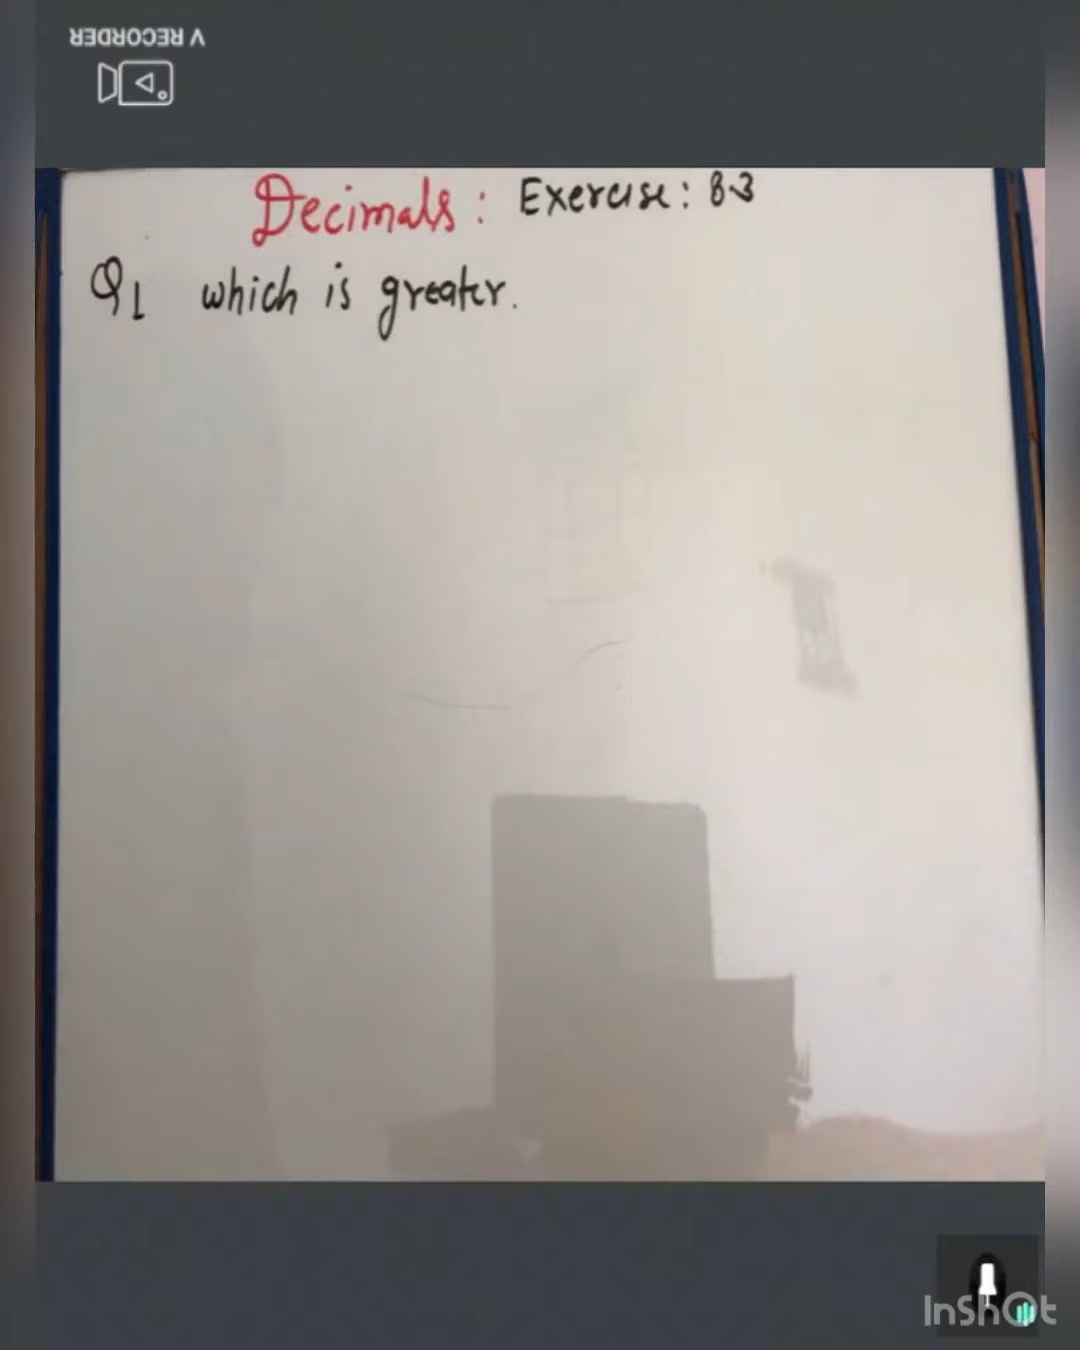 V RECORDER
Decimals: Exercise: 8.3
Q1 which is greater.
InShOt